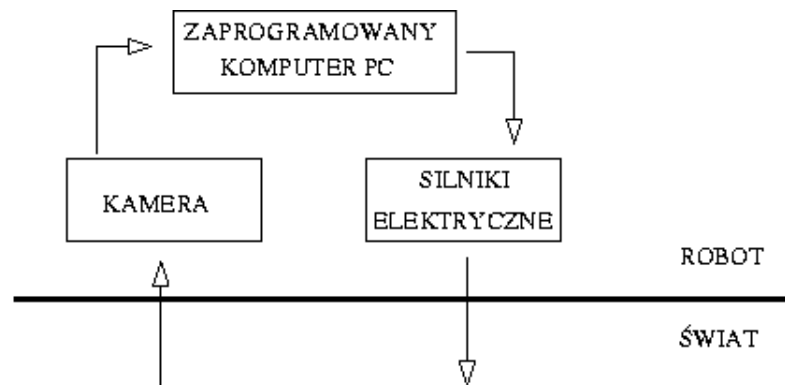 ZAPROGRAMOWANY
KOMPUTER PC
KAMERA
SILNIKI
ELEKTRYCZNE
ROBOT
ŚWIAT